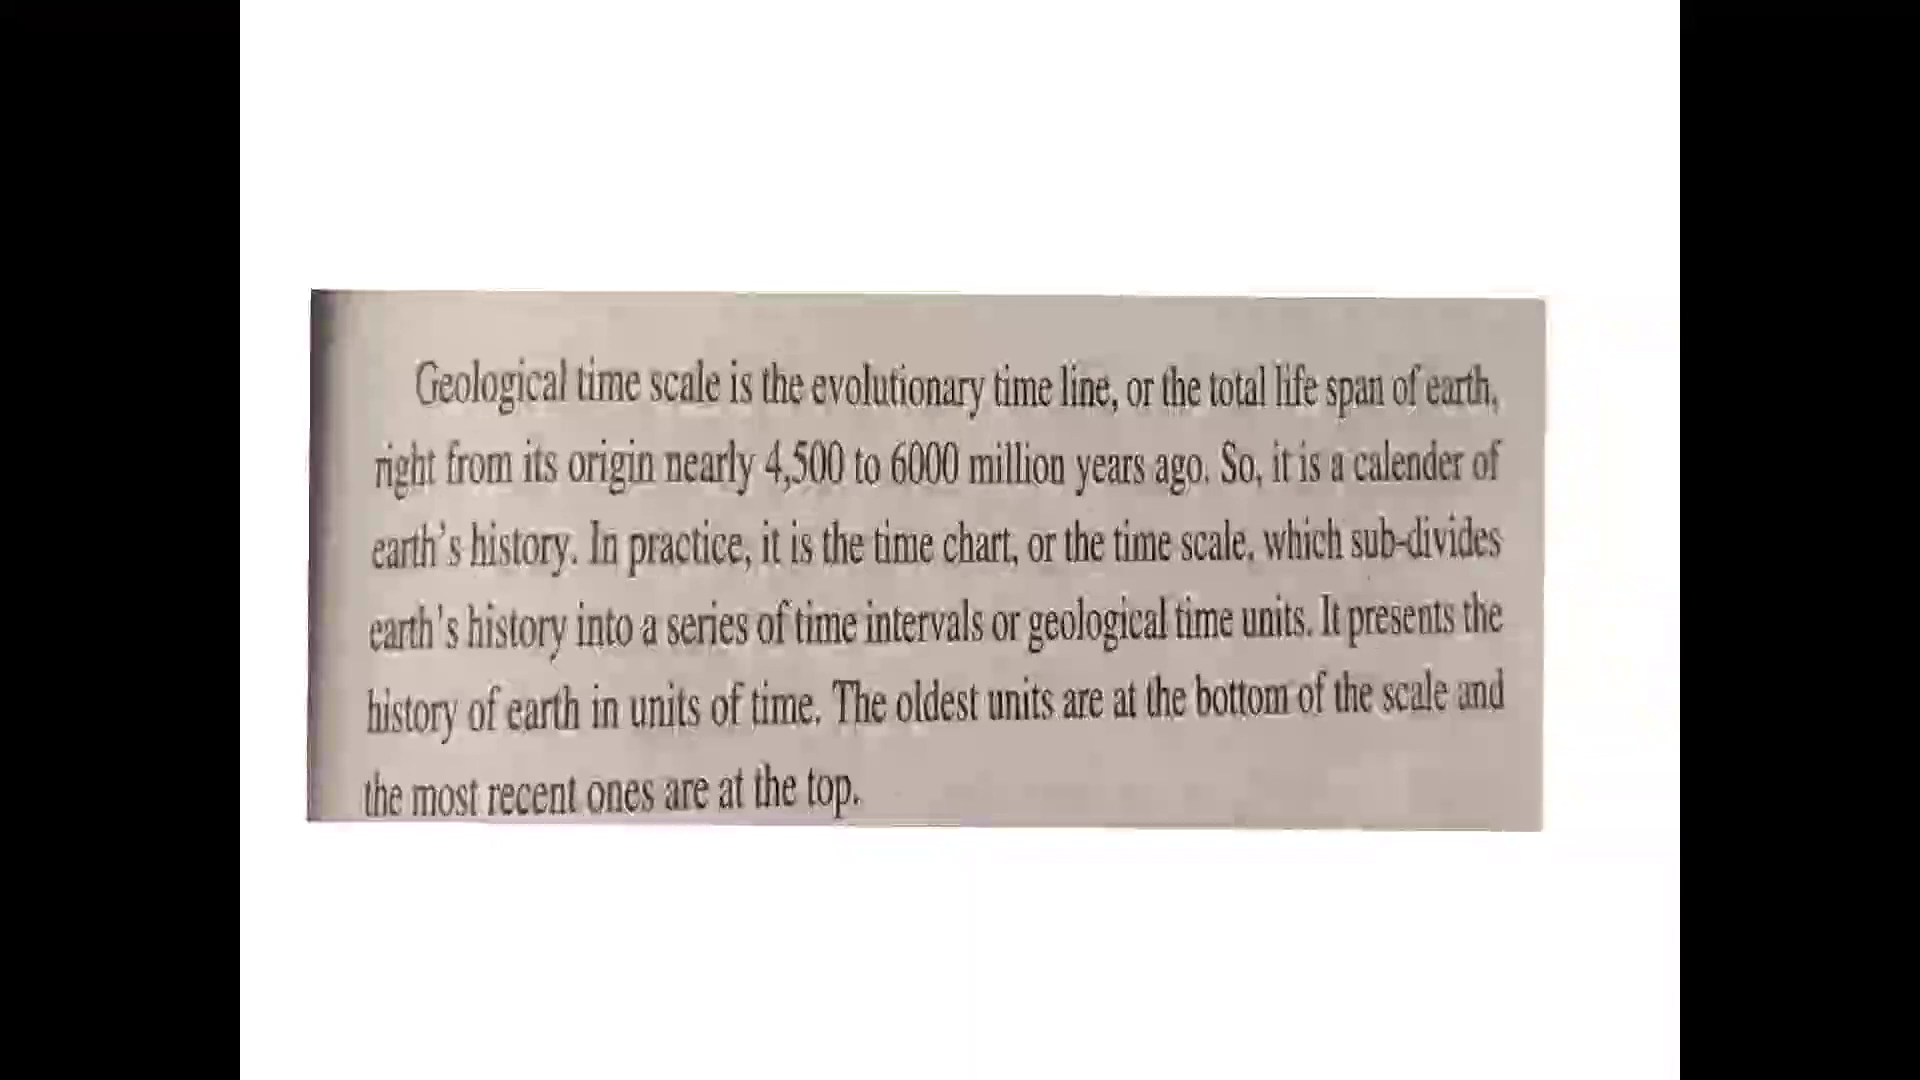 Geological time scale is the evolutionary time line, or the total life span of earth,
right from its origin nearly 4,500 to 6000 million years ago. So, it is a calender of
earth's history. In practice, it is the time chart, or the time scale, which sub-divides
earth's history into a series of time intervals or geological time units. It presents the
history of earth in units of time. The oldest units are at the bottom of the scale and
the most recent ones are at the top.